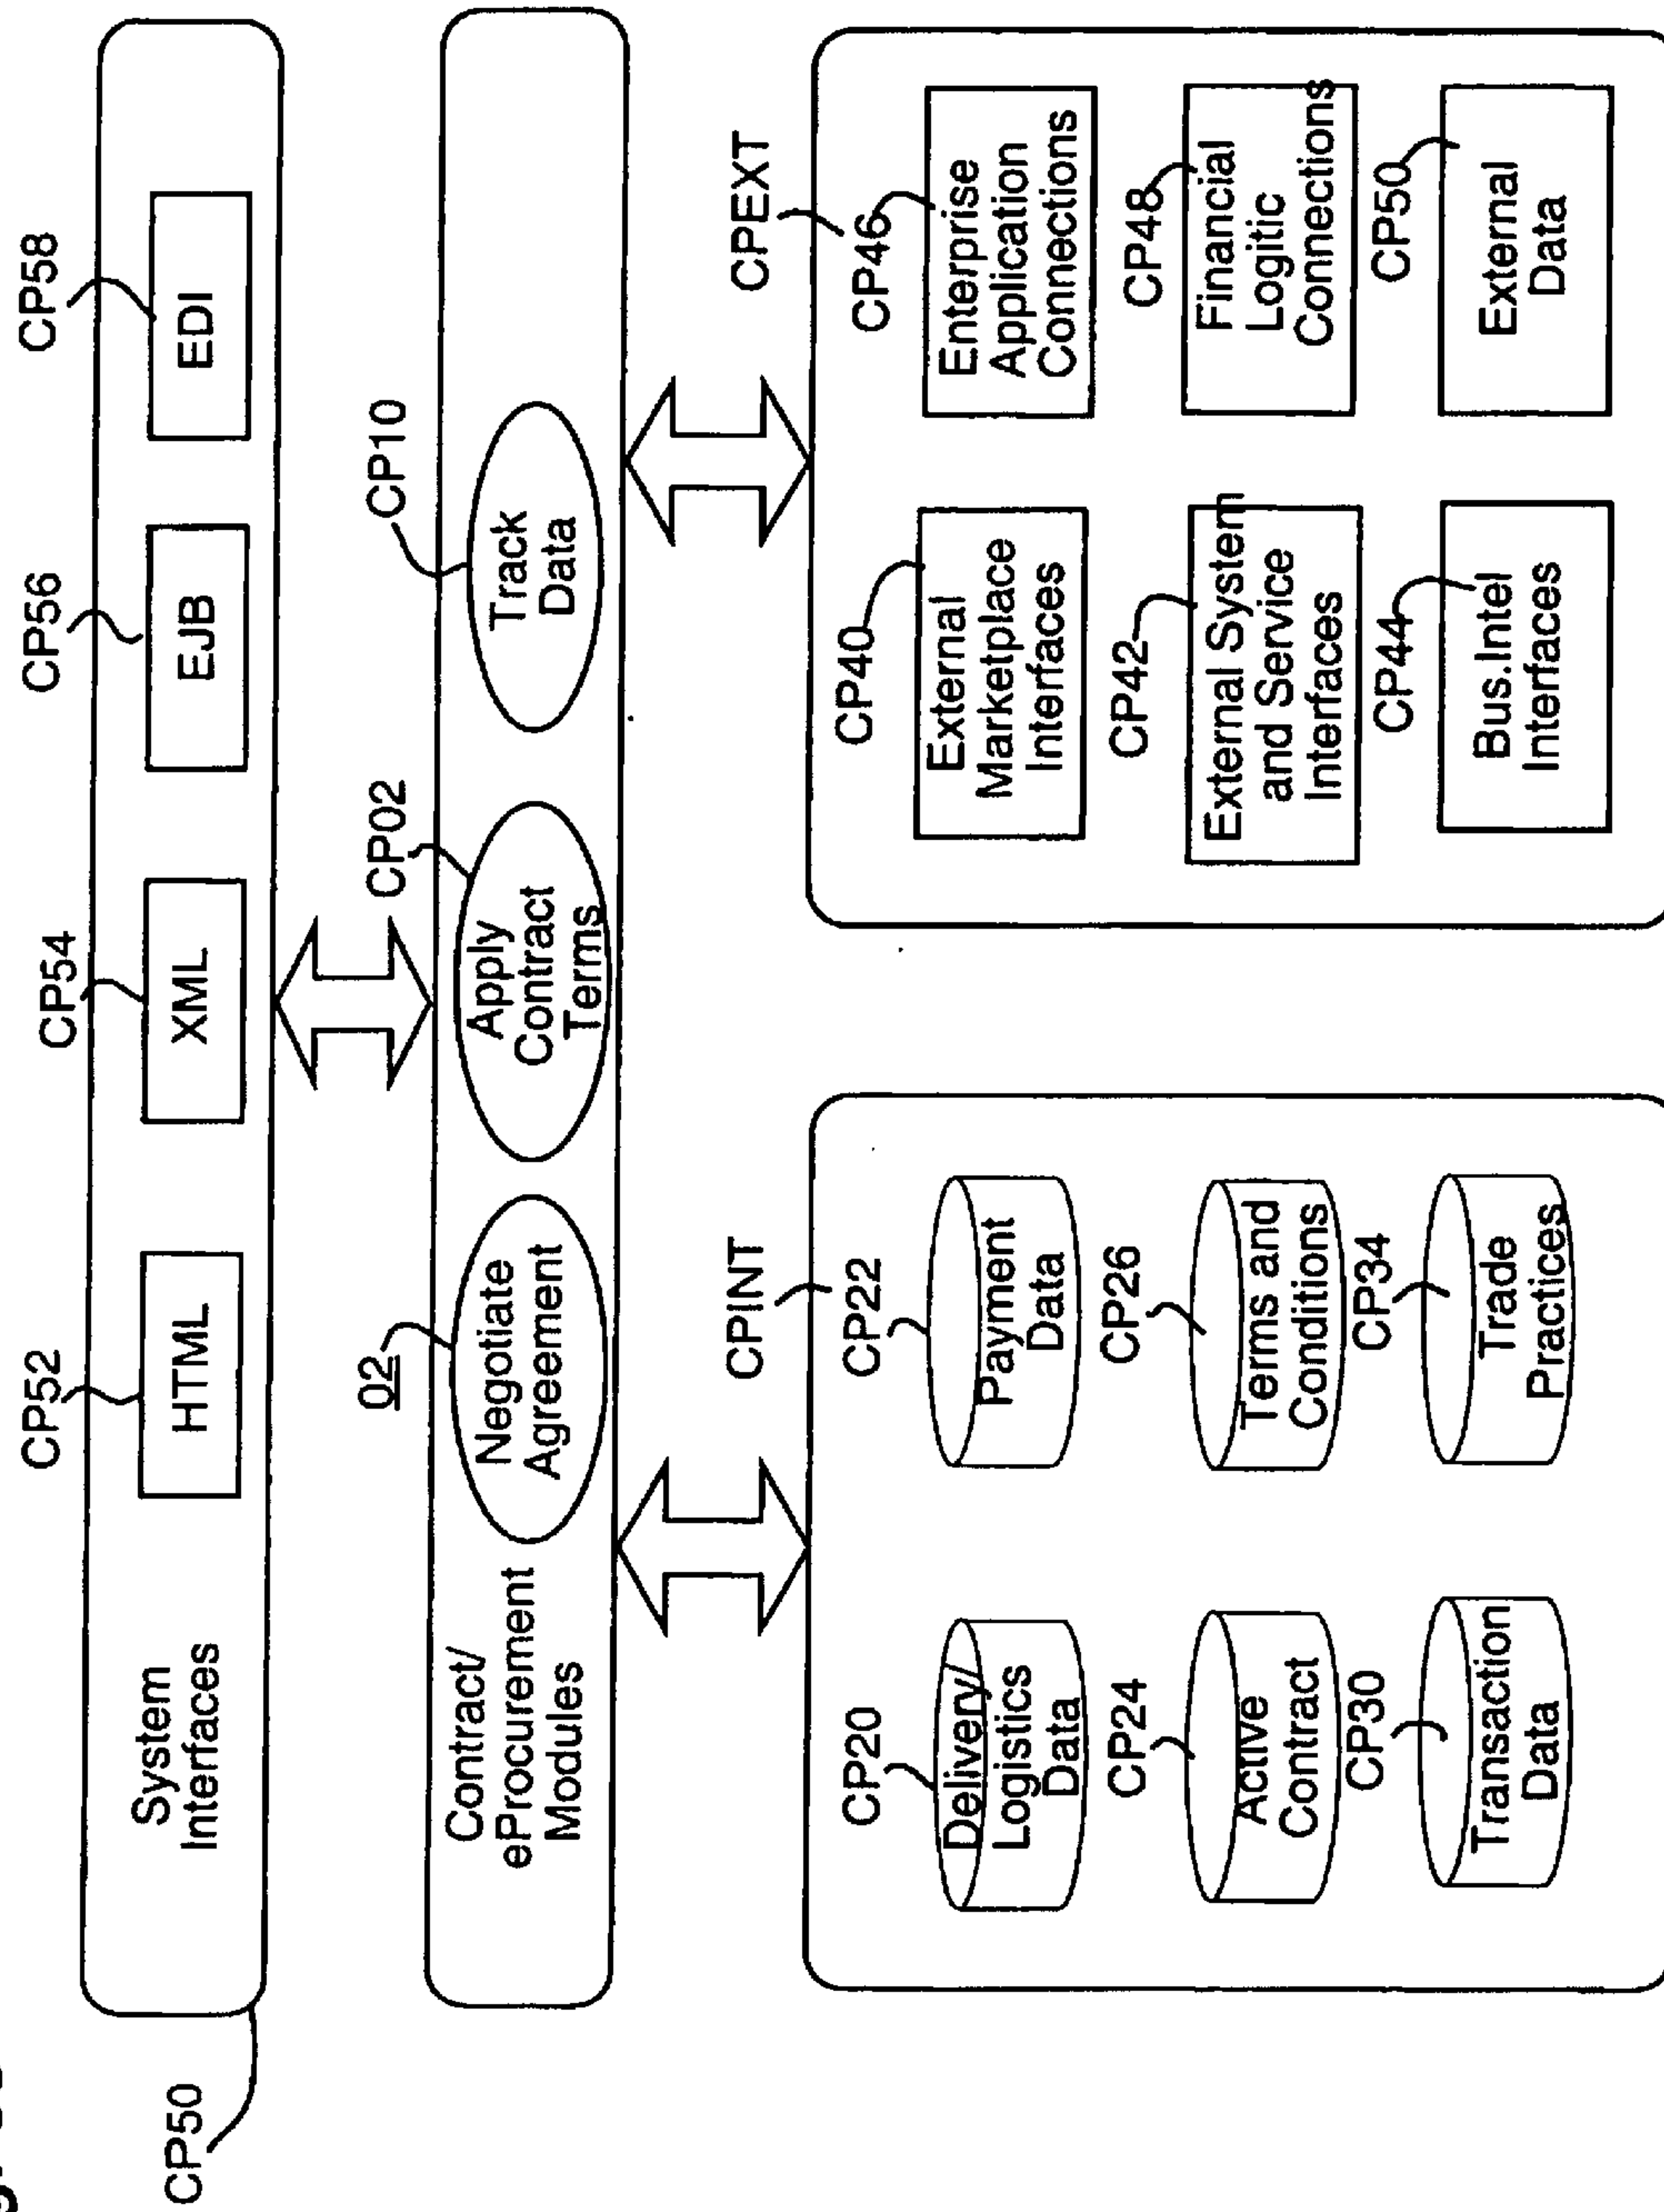 CP50
System
Interfaces
CP52
HTML
CP54
XML
CP56
EJB
CP58
EDI
Contract/
eProcurement
Modules
02
Negotiate
Agreement
CP02
Apply
Contract
Terms
CP10
Track
Data
CPINT
CP20
Delivery/
Logistics
Data
CP22
Payment
Data
CP24
Active
Contract
CP26
Terms and
Conditions
CP30
Transaction
Data
CP34
Trade
Practices
CPEXT
CP40
External
Marketplace
Interfaces
CP46
Enterprise
Application
Connections
CP42
External System
and Service
Interfaces
CP48
Financial
Logitic
Connections
CP44
Bus.Intel
Interfaces
CP50
External
Data